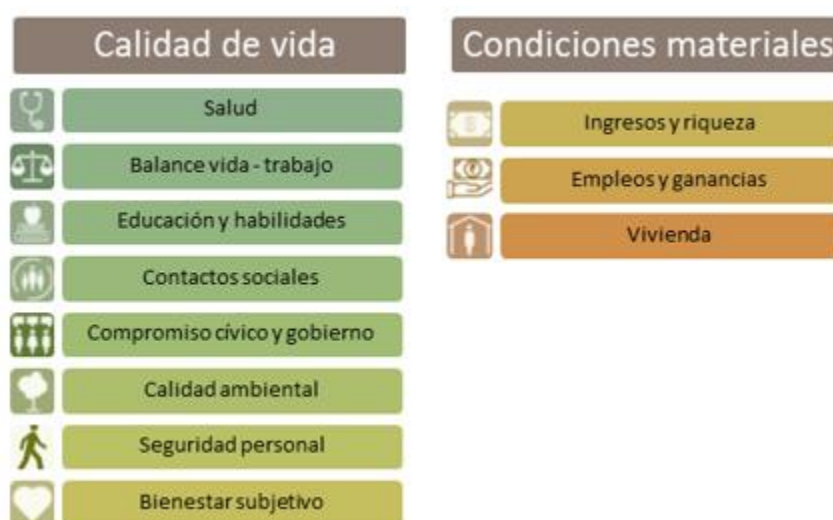 Calidad de vida
Salud
Balance vida - trabajo
Educación y habilidades
Contactos sociales
Compromiso cívico y gobierno
Calidad ambiental
Seguridad personal
Bienestar subjetivo
Condiciones materiales
Ingresos y riqueza
Empleos y ganancias
Vivienda